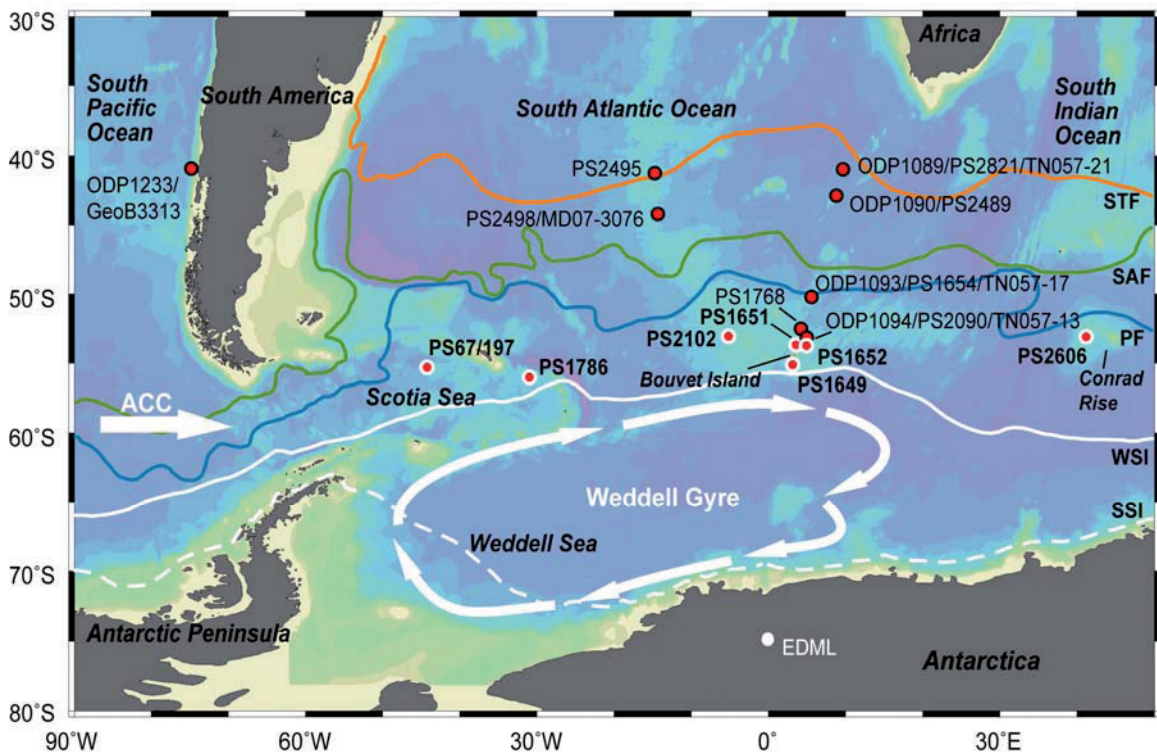 30°S
40°S
50°S
60°S
70°S
80°S
90°W
60°W
30°W
0°
30°E
South
Pacific
Ocean
South America
South Atlantic Ocean
Africa
South
Indian
Ocean
ODP1233/
GeoB3313
PS2495
PS2498/MD07-3076
ODP1089/PS2821/TN057-21
ODP1090/PS2489
STF
SAF
ODP1093/PS1654/TN057-17
PS1768
PS1651
ODP1094/PS2090/TN057-13
PS2102
PS1652
PS2606
PF
Bouvet Island
PS1649
Conrad
Rise
PS67/197
PS1786
Scotia Sea
ACC
WSI
Weddell Gyre
SSI
Weddell Sea
Antarctic Peninsula
EDML
Antarctica